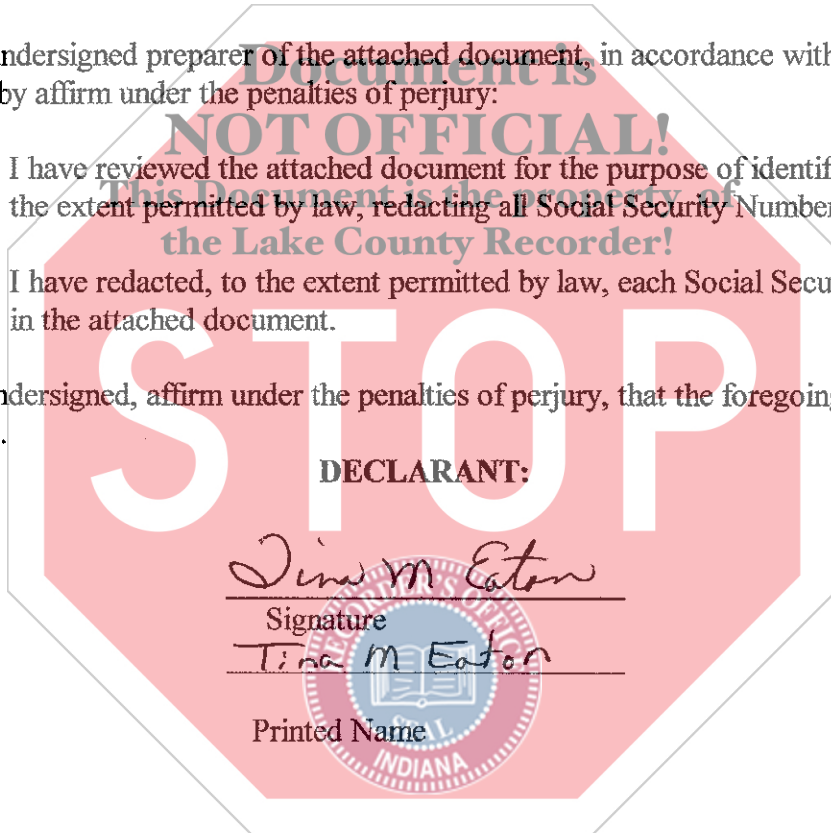 ndersigned preparer of the attached document, in accordance with
Document is
by affirm under the penalties of perjury:
NOT OFFICIAL!
I have reviewed the attached document for the purpose of identif
This Document is the property of
the extent permitted by law, redacting all Social Security Number
the Lake County Recorder!
I have redacted, to the extent permitted by law, each Social Secu
in the attached document.
STOP
ndersigned, affirm under the penalties of perjury, that the foregoing
.
DECLARANT:
Tina M Eaton
Signature
Tina M Eaton
Printed Name
RECORDER'S OFFICE
SEAL
INDIANA